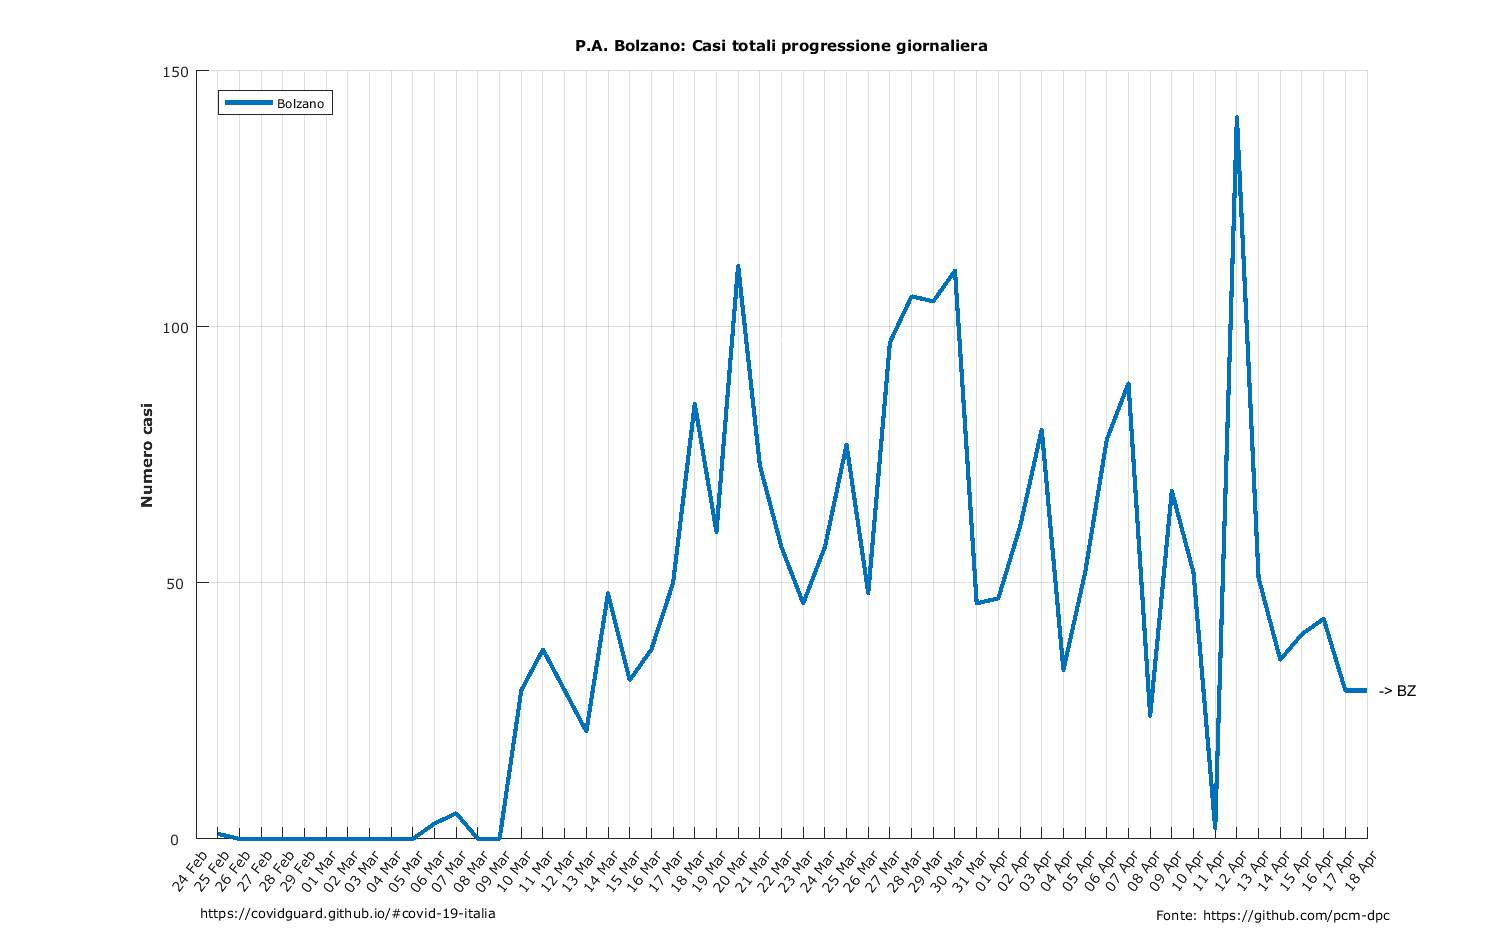 P.A. Bolzano: Casi totali progressione giornaliera
150
Bolzano
100
Numero casi
50
-> BZ
0
24 Feb
25 Feb
26 Feb
27 Feb
28 Feb
29 Feb
01 Mar
02 Mar
03 Mar
04 Mar
05 Mar
06 Mar
07 Mar
08 Mar
09 Mar
10 Mar
11 Mar
12 Mar
13 Mar
14 Mar
15 Mar
16 Mar
17 Mar
18 Mar
19 Mar
20 Mar
21 Mar
22 Mar
23 Mar
24 Mar
25 Mar
26 Mar
27 Mar
28 Mar
29 Mar
30 Mar
31 Mar
01 Apr
02 Apr
03 Apr
04 Apr
05 Apr
06 Apr
07 Apr
08 Apr
09 Apr
10 Apr
11 Apr
12 Apr
13 Apr
14 Apr
15 Apr
16 Apr
17 Apr
18 Apr
https://covidguard.github.io/#covid-19-italia
Fonte: https://github.com/pcm-dpc